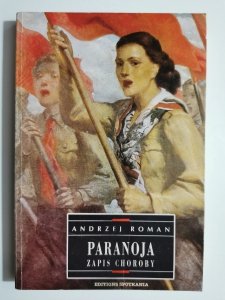 ANDRZEJ ROMAN
PARANOJA
ZAPIS CHOROBY
EDITIONS SPOTKANIA